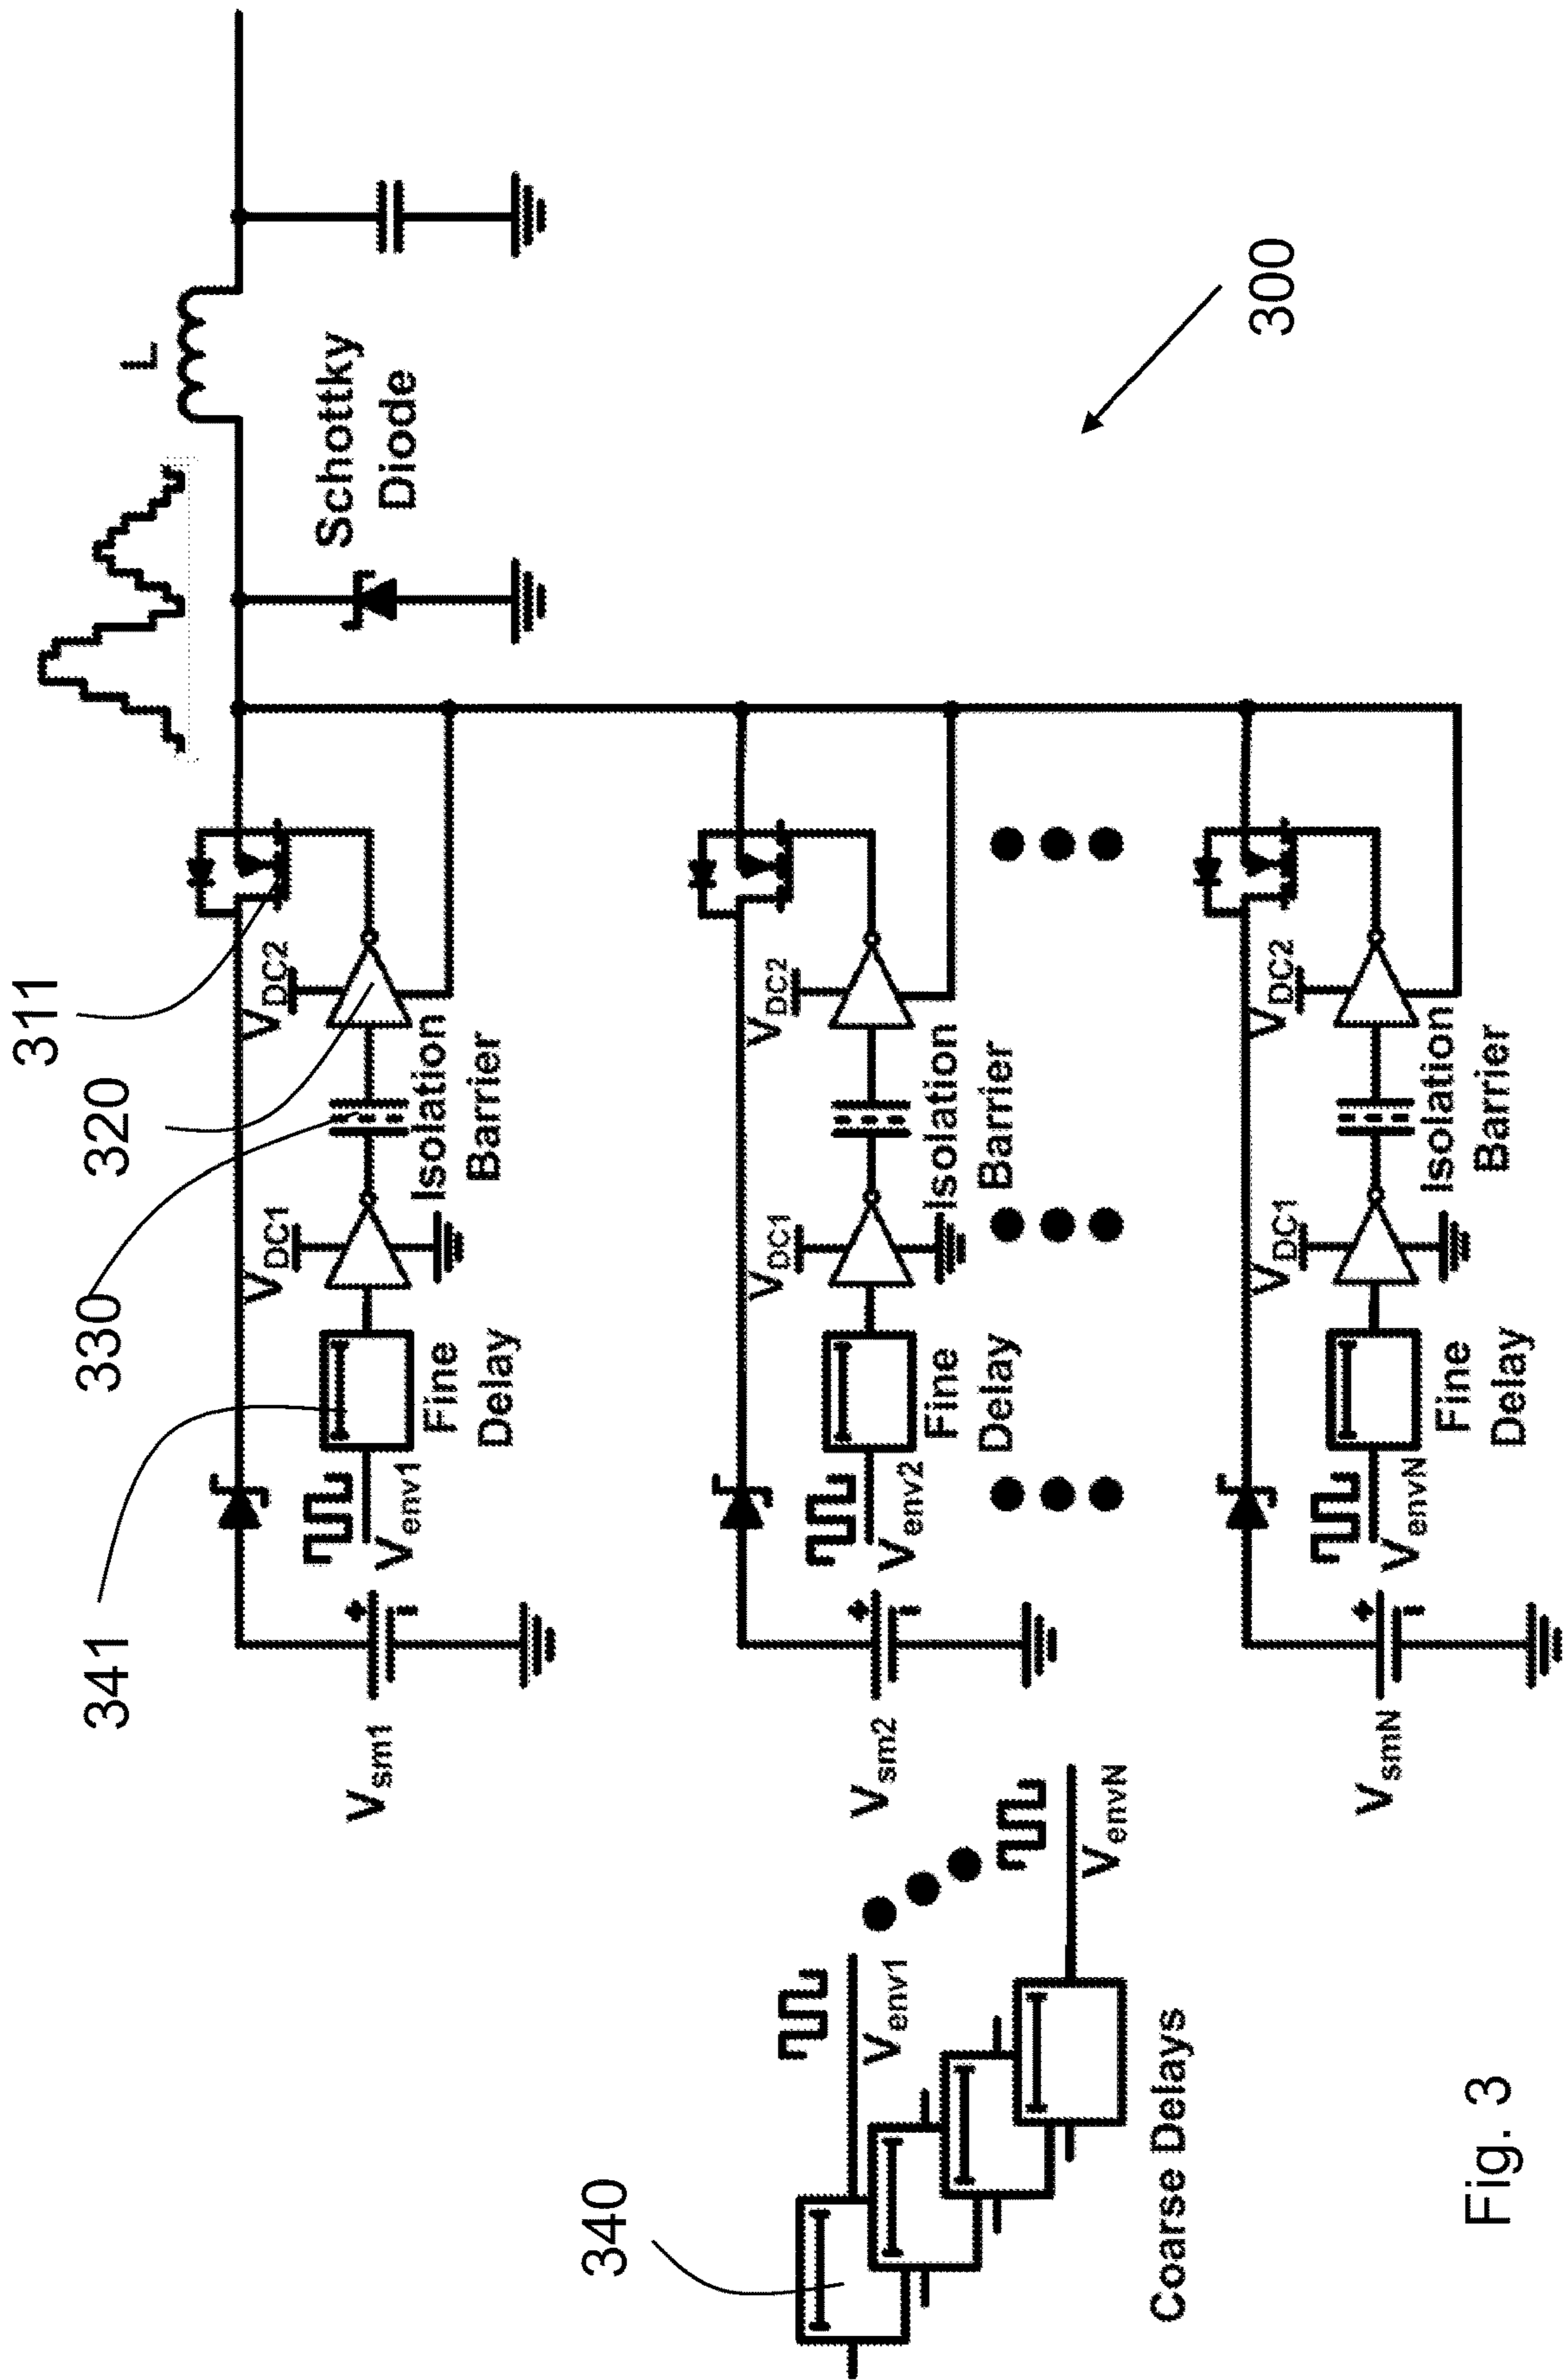 311
320
330
341
L
Schottky
Diode
V_DC1
V_DC2
V_env1
Fine
Delay
Isolation
Barrier
V_sm1
V_DC1
V_DC2
V_env2
Fine
Delay
Isolation
Barrier
V_sm2
V_DC1
V_DC2
V_envN
Fine
Delay
Isolation
Barrier
V_smN
340
V_env1
V_envN
Coarse Delays
300
Fig. 3